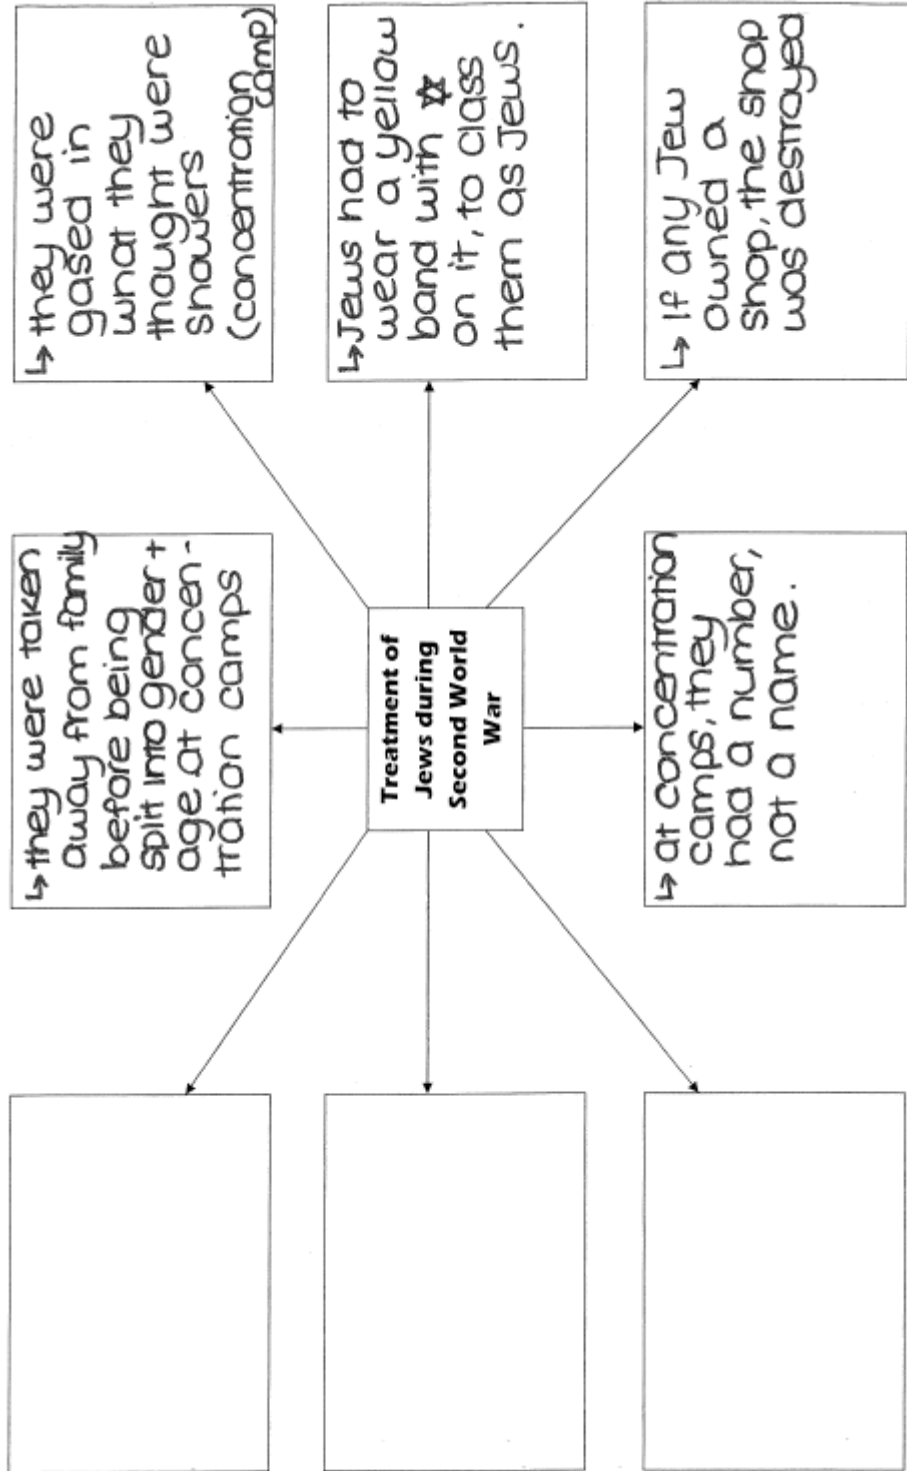 ↳ they were taken
away from family
before being
split into gender +
age at concen-
tration camps
↳ they were
gased in
what they
thought were
showers
(concentration
camp)
Treatment of
Jews during
Second World
War
↳ Jews had to
wear a yellow
band with ✡
on it, to class
them as Jews.
↳ at concentration
camps, they
had a number,
not a name.
↳ If any Jew
owned a
shop, the shop
was destroyed